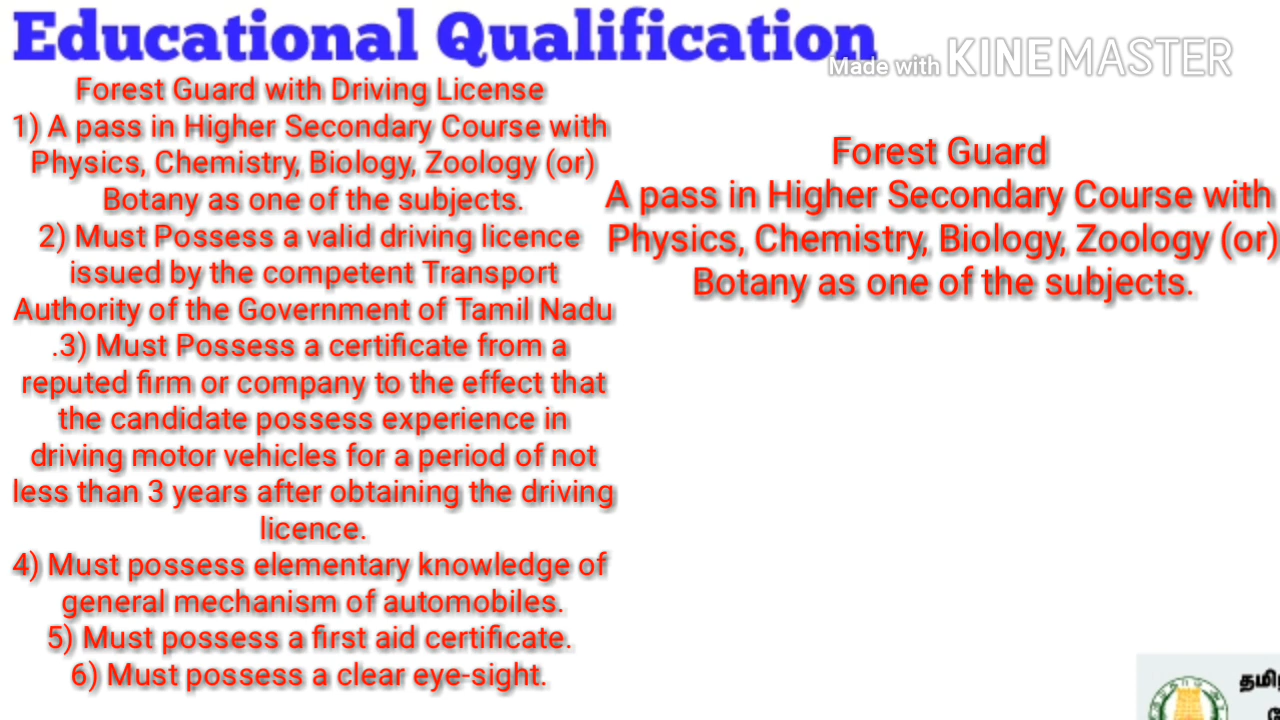 Educational Qualification
Made with KINEMASTER
Forest Guard with Driving License
1) A pass in Higher Secondary Course with
Physics, Chemistry, Biology, Zoology (or)
Botany as one of the subjects.
2) Must Possess a valid driving licence
issued by the competent Transport
Authority of the Government of Tamil Nadu
.3) Must Possess a certificate from a
reputed firm or company to the effect that
the candidate possess experience in
driving motor vehicles for a period of not
less than 3 years after obtaining the driving
licence.
4) Must possess elementary knowledge of
general mechanism of automobiles.
5) Must possess a first aid certificate.
6) Must possess a clear eye-sight.
Forest Guard
A pass in Higher Secondary Course with
Physics, Chemistry, Biology, Zoology (or)
Botany as one of the subjects.